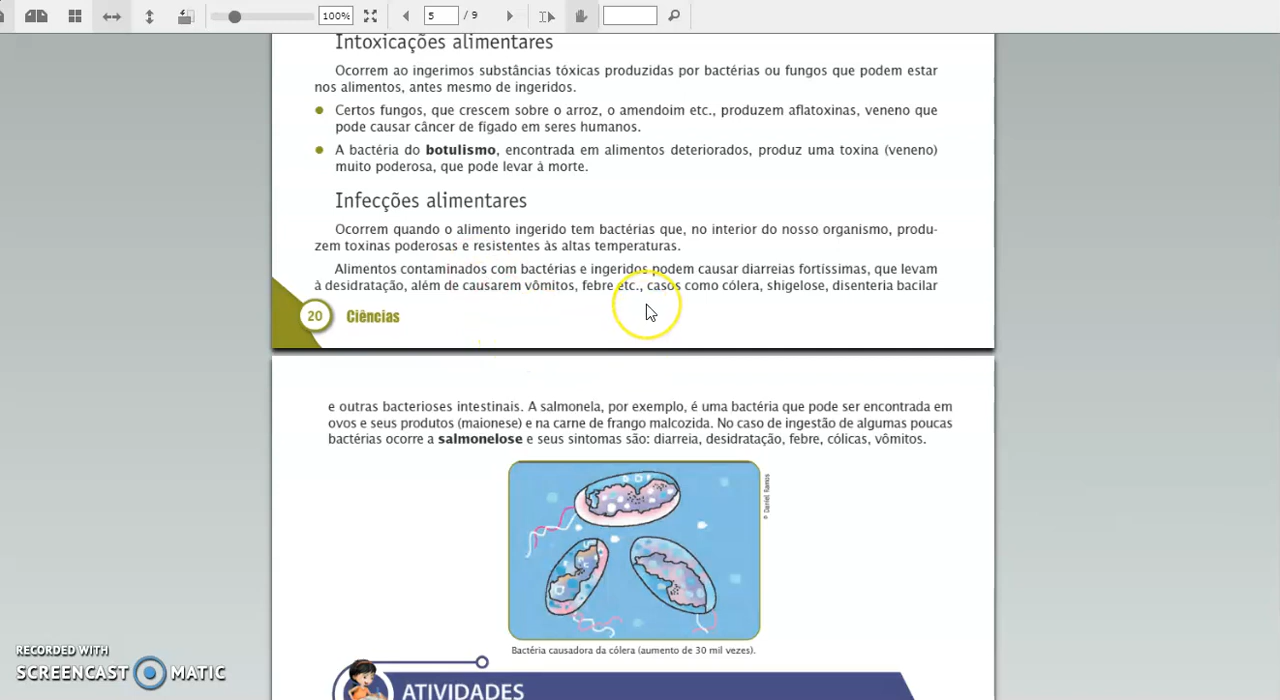 100%
5 / 9
Intoxicações alimentares
Ocorrem ao ingerimos substâncias tóxicas produzidas por bactérias ou fungos que podem estar
nos alimentos, antes mesmo de ingeridos.
Certos fungos, que crescem sobre o arroz, o amendoim etc., produzem aflatoxinas, veneno que
pode causar câncer de fígado em seres humanos.
A bactéria do botulismo, encontrada em alimentos deteriorados, produz uma toxina (veneno)
muito poderosa, que pode levar à morte.
Infecções alimentares
Ocorrem quando o alimento ingerido tem bactérias que, no interior do nosso organismo, produ-
zem toxinas poderosas e resistentes às altas temperaturas.
Alimentos contaminados com bactérias e ingeridos podem causar diarreias fortíssimas, que levam
à desidratação, além de causarem vômitos, febre etc., casos como cólera, shigelose, disenteria bacilar
20 Ciências
e outras bacterioses intestinais. A salmonela, por exemplo, é uma bactéria que pode ser encontrada em
ovos e seus produtos (maionese) e na carne de frango malcozida. No caso de ingestão de algumas poucas
bactérias ocorre a salmonelose e seus sintomas são: diarreia, desidratação, febre, cólicas, vômitos.
© Daniel Ramos
Bactéria causadora da cólera (aumento de 30 mil vezes).
RECORDED WITH
SCREENCAST MATIC
ATIVIDADES